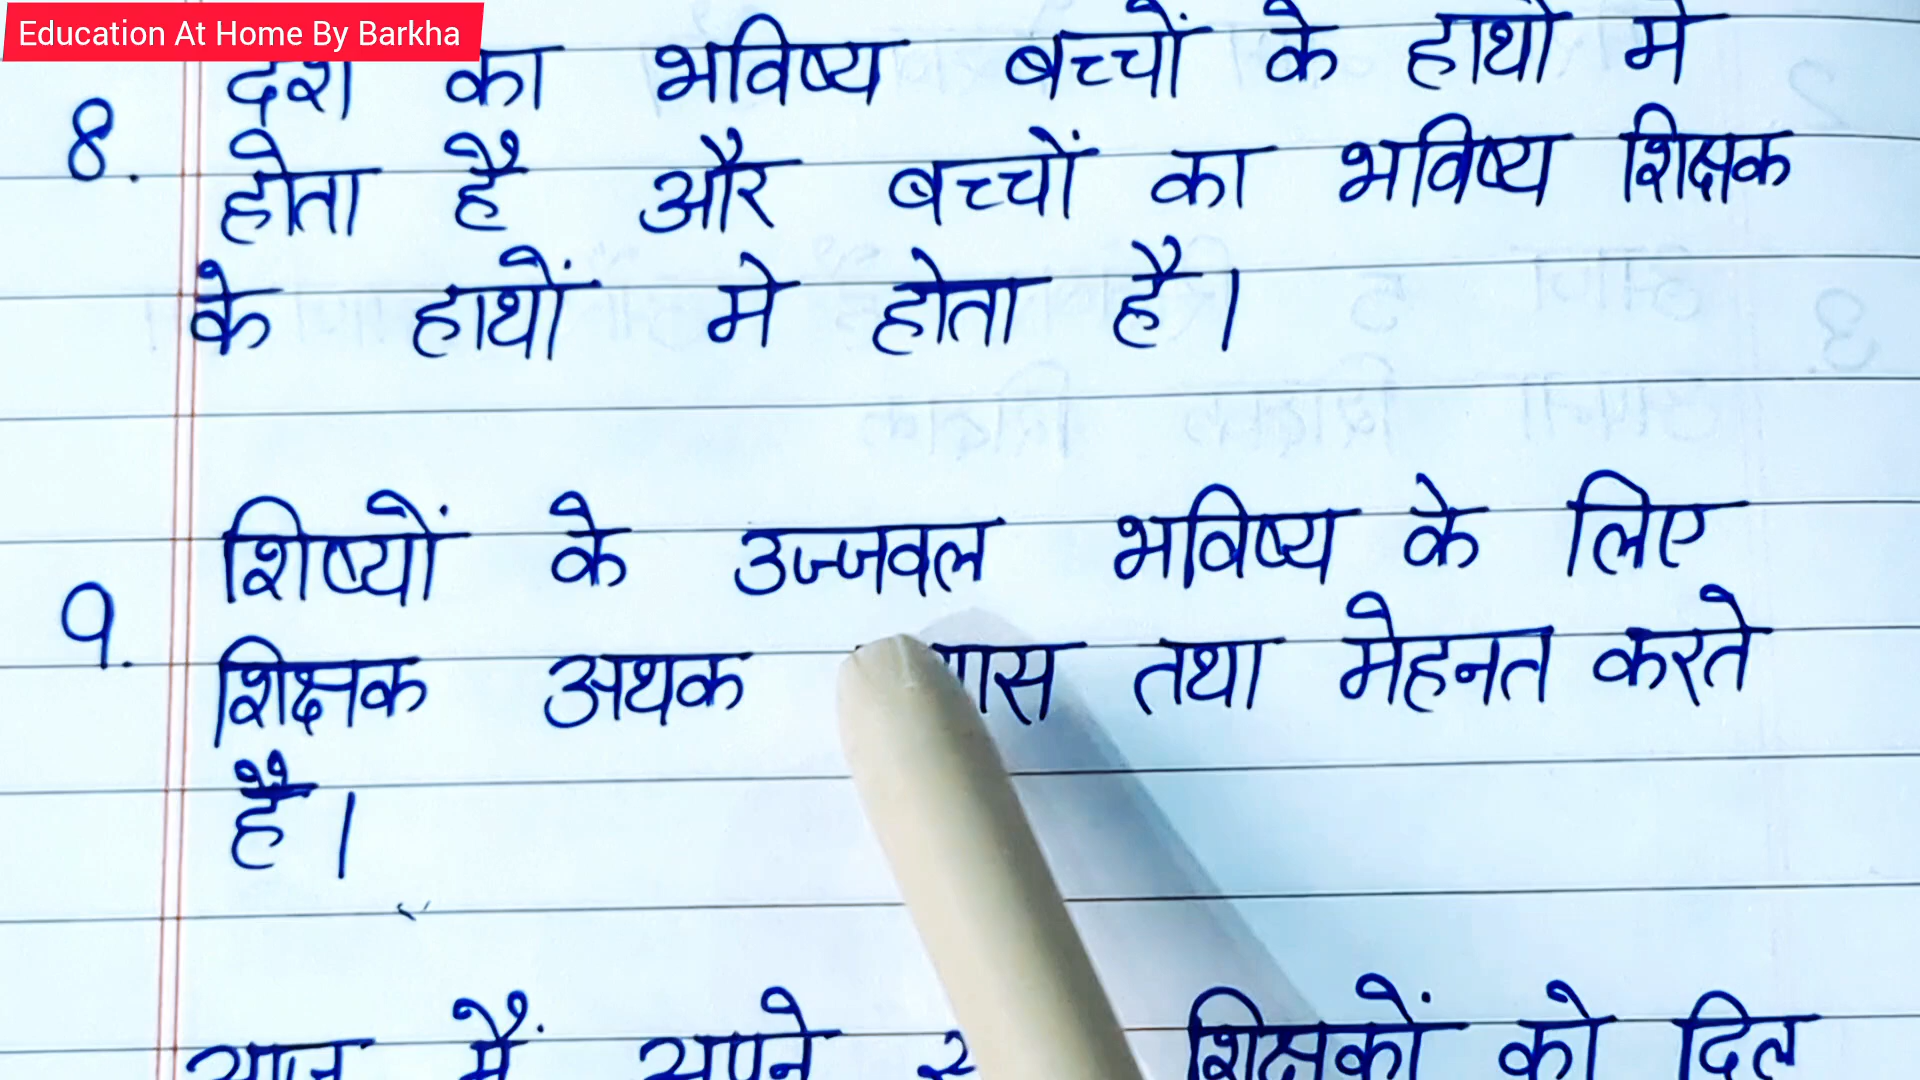 Education At Home By Barkha
देश का भविष्य बच्चों के हाथों मे
8. होता है और बच्चों का भविष्य शिक्षक
के हाथों मे होता है।
शिष्यों के उज्जवल भविष्य के लिए
9. शिक्षक अथक तथा मेहनत करते
है।
आज मैं अपने शिक्षकों को दिल